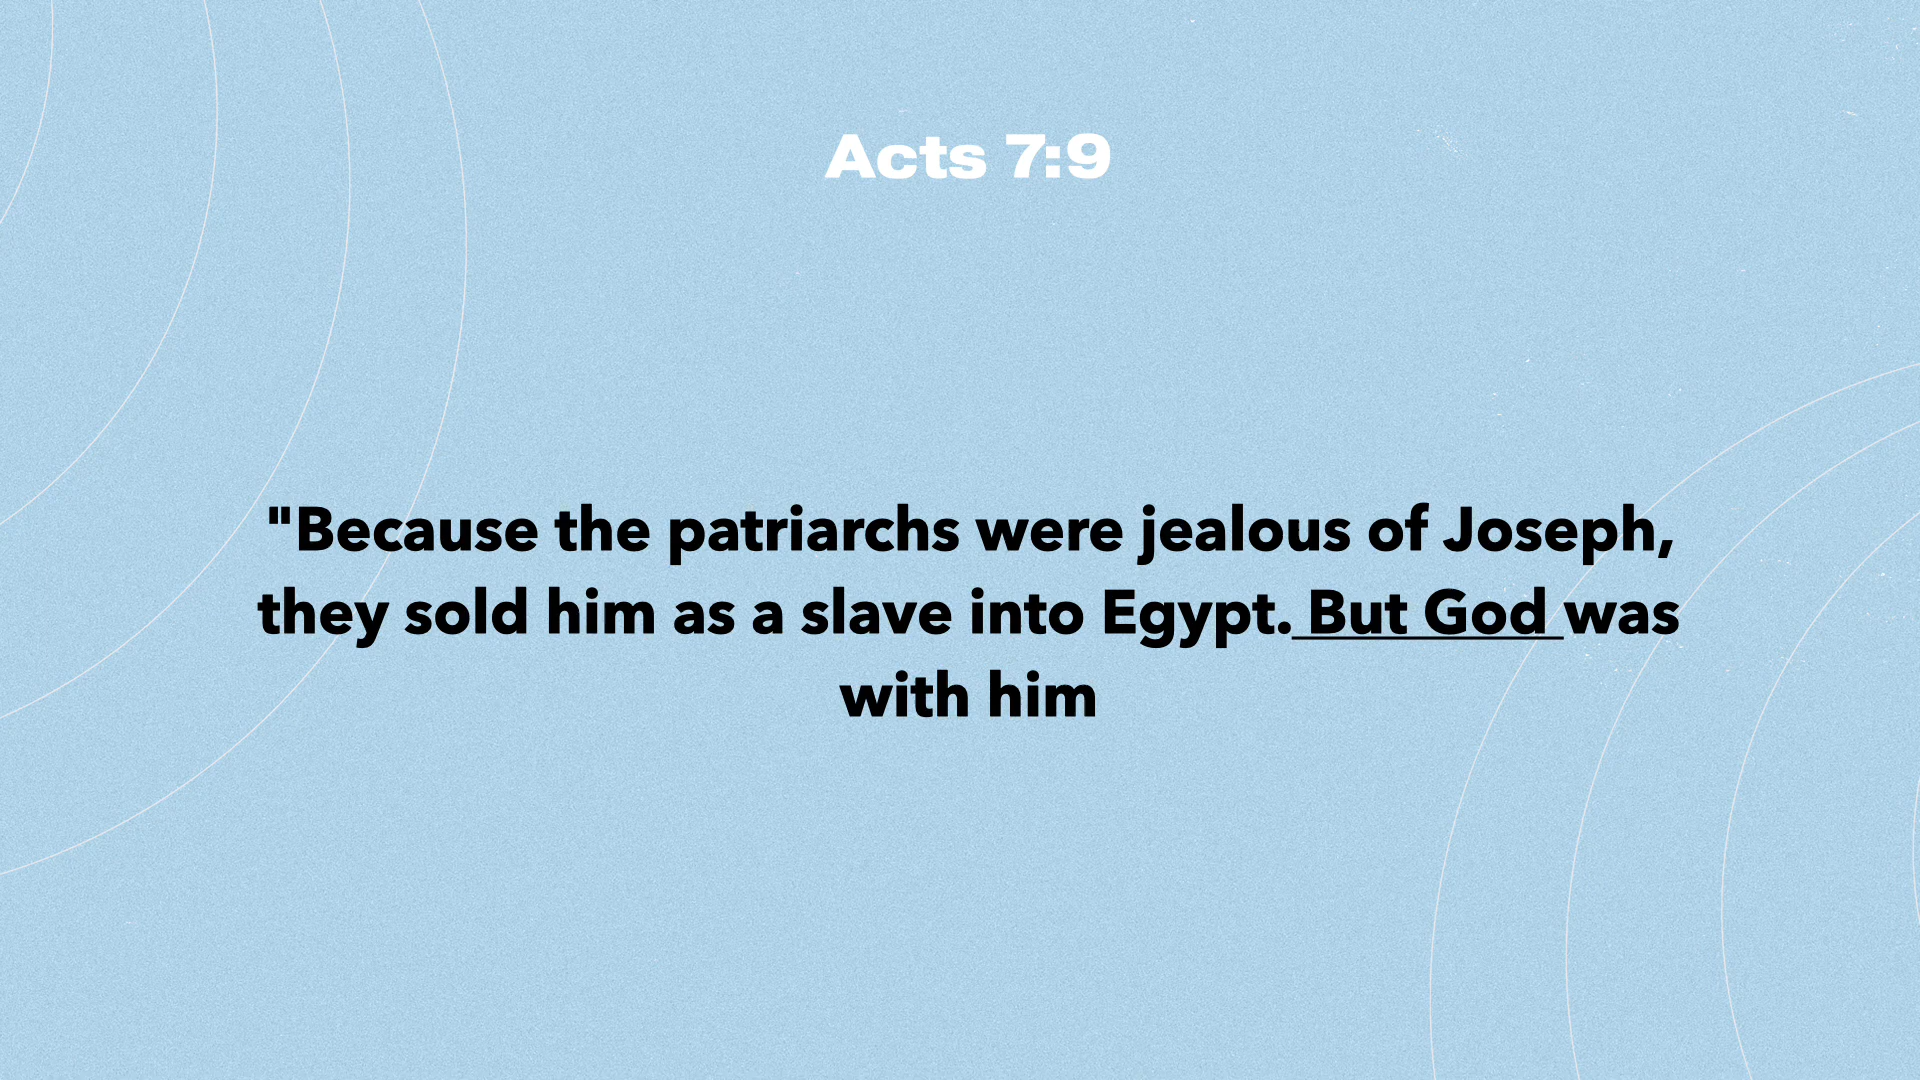 Acts 7:9
"Because the patriarchs were jealous of Joseph,
they sold him as a slave into Egypt. But God was
with him